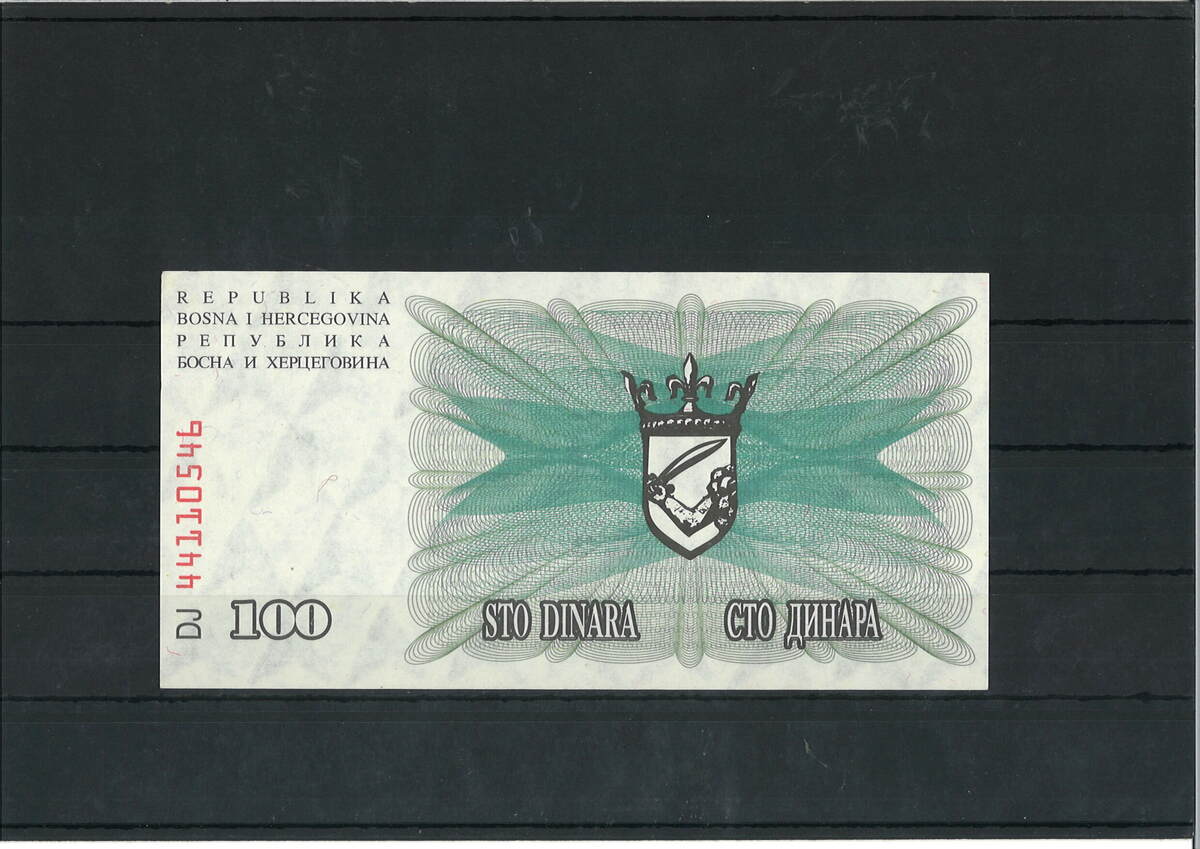 REPUBLIKA
BOSNA I HERCEGOVINA
РЕПУБЛИКА
БОСНА И ХЕРЦЕГОВИНА
DJ 44110546
100
STO DINARA
СТО ДИНАРА